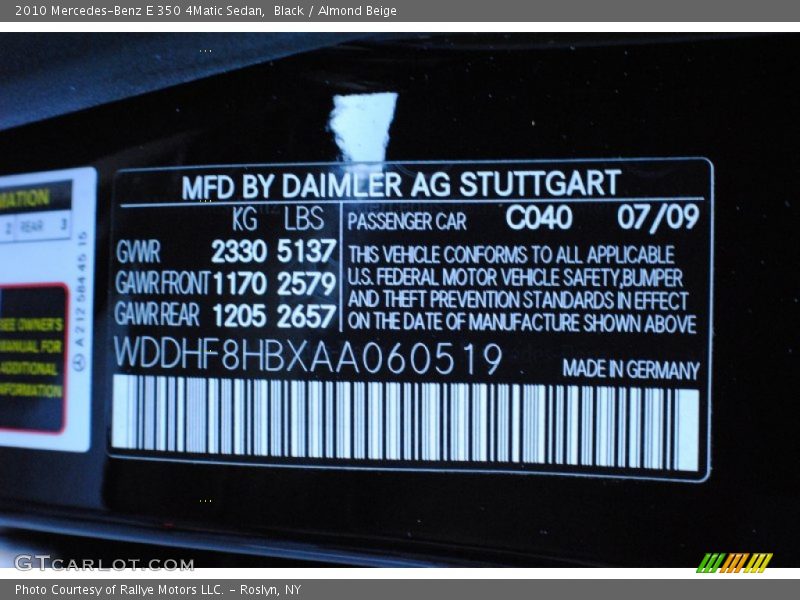 2010 Mercedes-Benz E 350 4Matic Sedan,  Black / Almond Beige
MATION
2 REAR 3
SEE OWNER'S
MANUAL FOR
ADDITIONAL
INFORMATION
A 212 584 45 15
MFD BY DAIMLER AG STUTTGART
KG LBS
GVWR 2330 5137
GAWR FRONT 1170 2579
GAWR REAR 1205 2657
PASSENGER CAR C040 07/09
THIS VEHICLE CONFORMS TO ALL APPLICABLE
U.S. FEDERAL MOTOR VEHICLE SAFETY,BUMPER
AND THEFT PREVENTION STANDARDS IN EFFECT
ON THE DATE OF MANUFACTURE SHOWN ABOVE
WDDHF8HBXAA060519
MADE IN GERMANY
GTCARLOT.COM
Photo Courtesy of Rallye Motors LLC. - Roslyn, NY